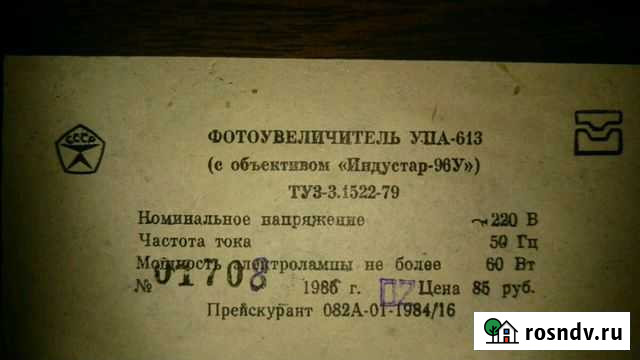 СССР
ФОТОУВЕЛИЧИТЕЛЬ УПА-613
(с объективом «Индустар-96У»)
ТУЗ-3.1522-79
Номинальное напряжение ~220 В
Частота тока 50 Гц
Мощность электролампы не более 60 Вт
№ 01708 1986 г. Цена 85 руб.
Прейскурант 082А-01-1984/16
rosndv.ru